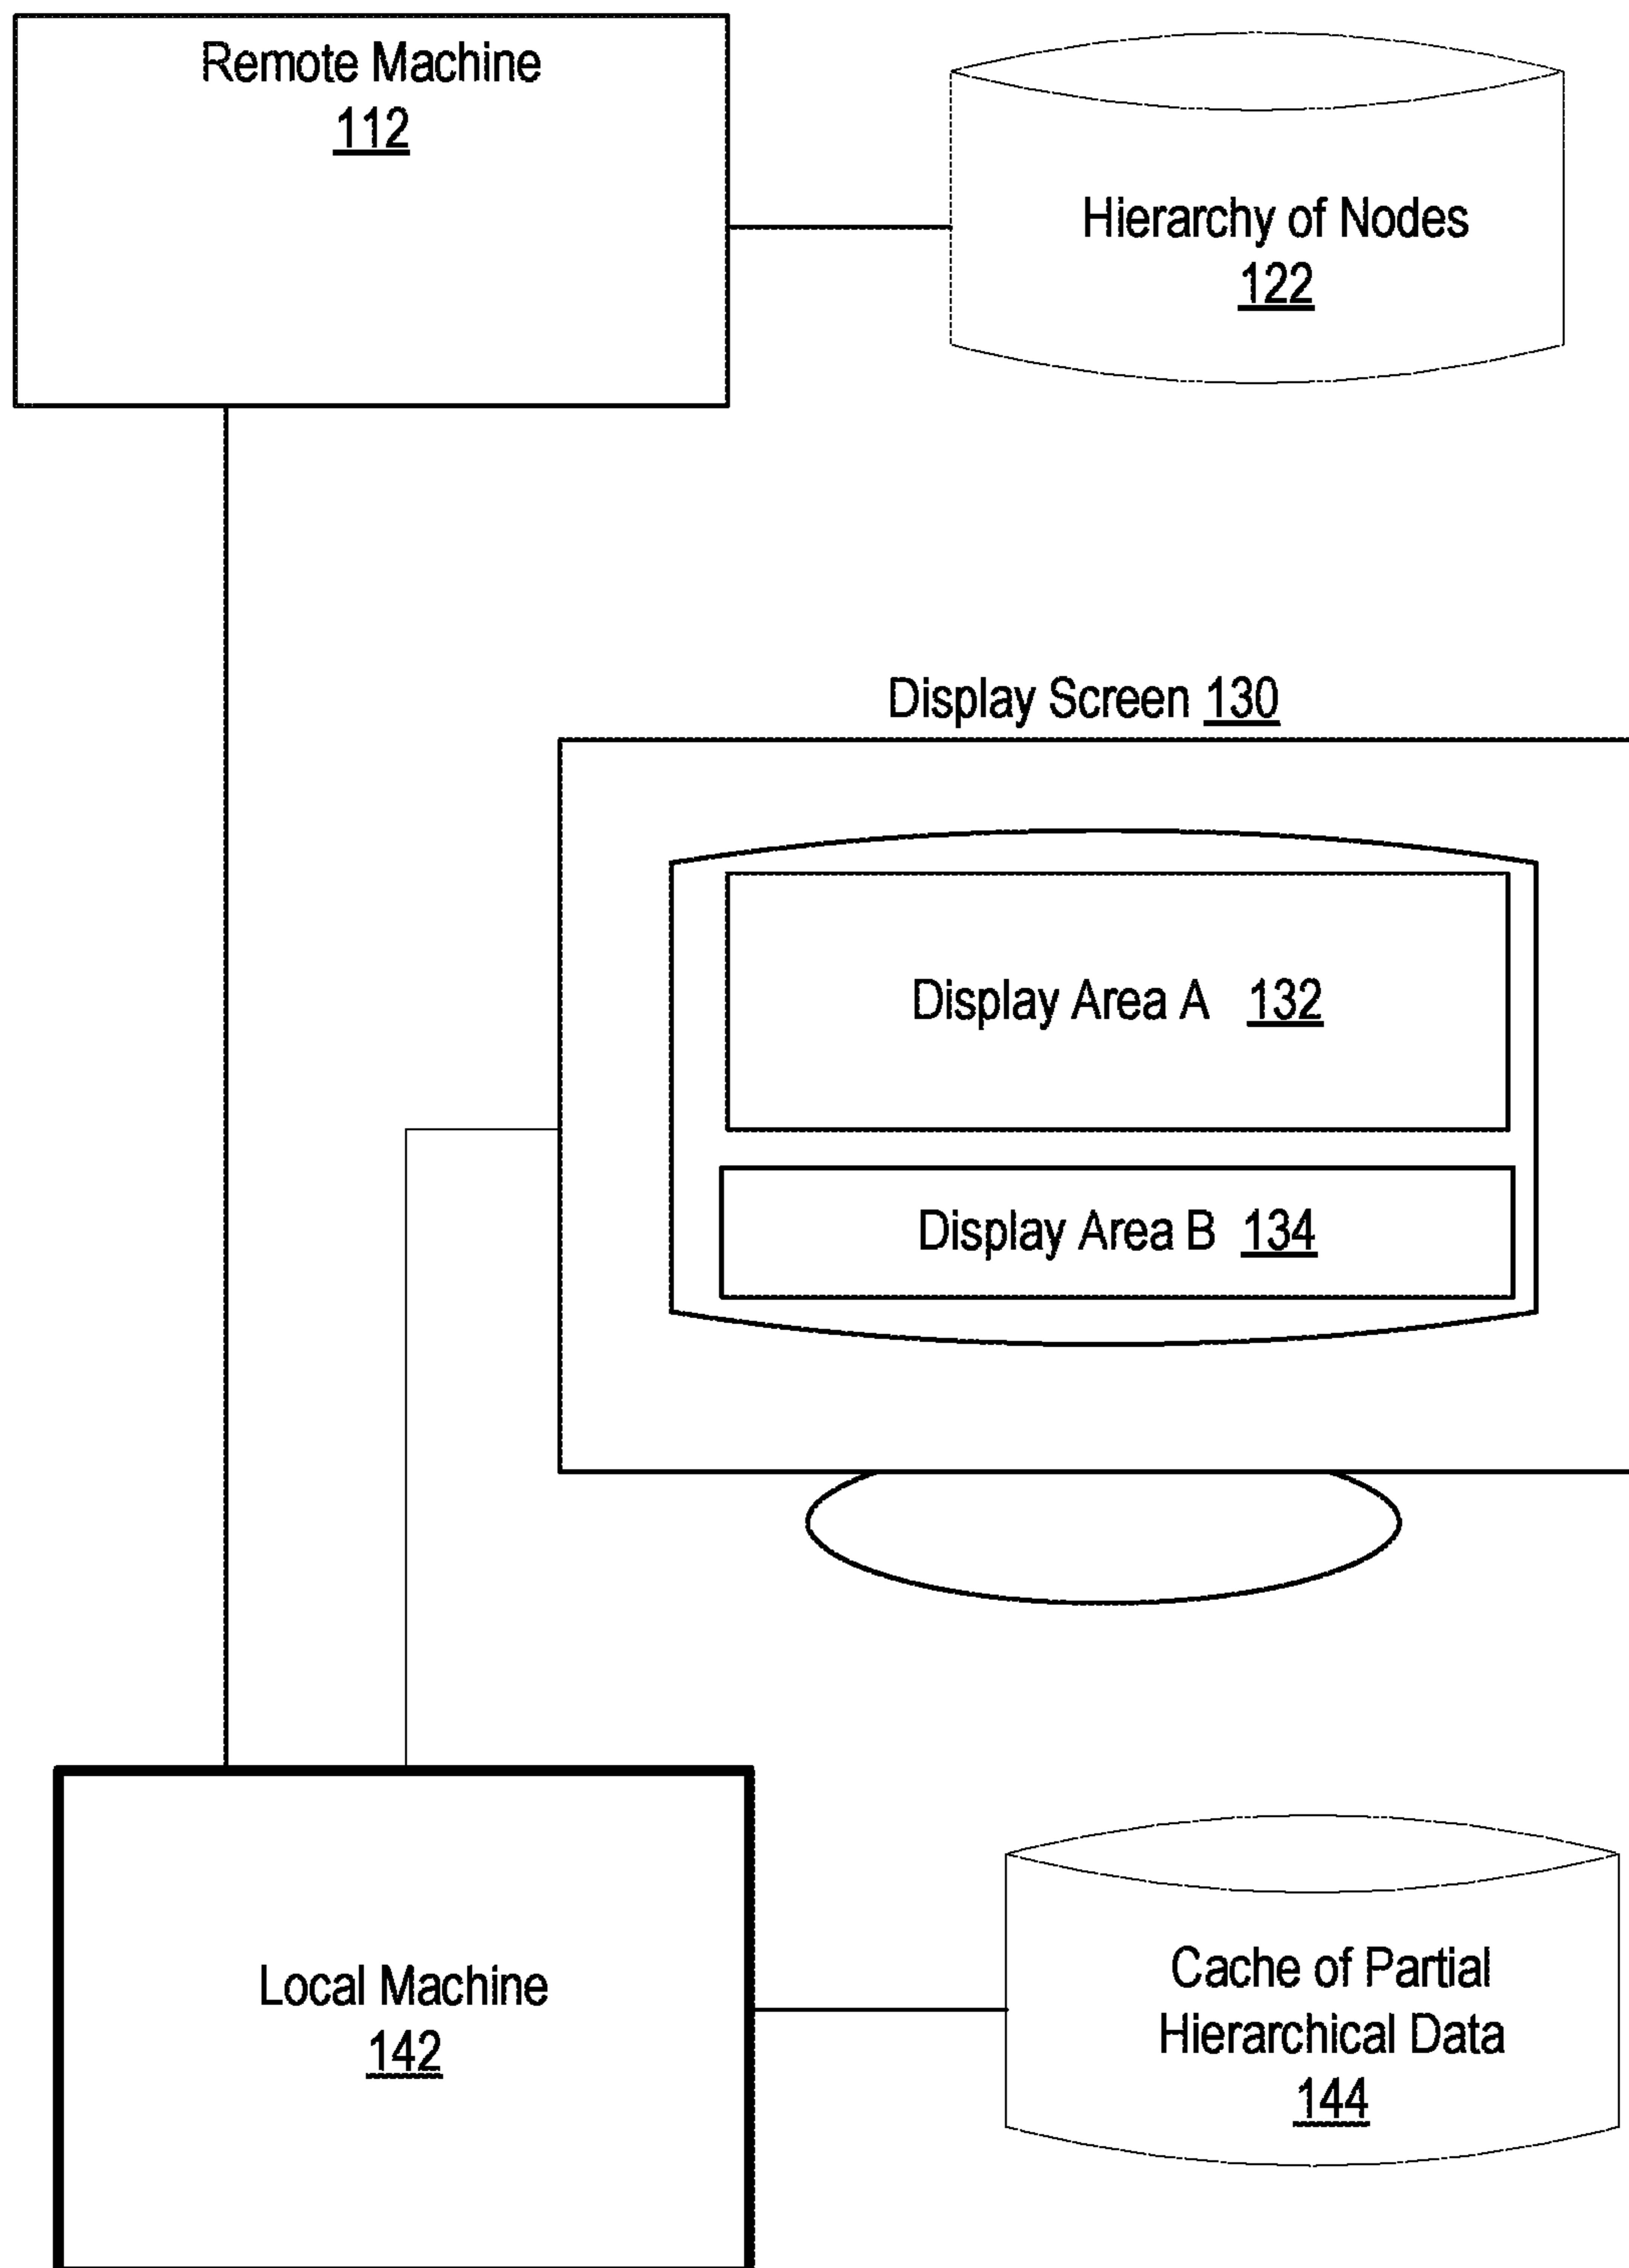 Remote Machine
112
Hierarchy of Nodes
122
Display Screen 130
Display Area A 132
Display Area B 134
Local Machine
142
Cache of Partial
Hierarchical Data
144